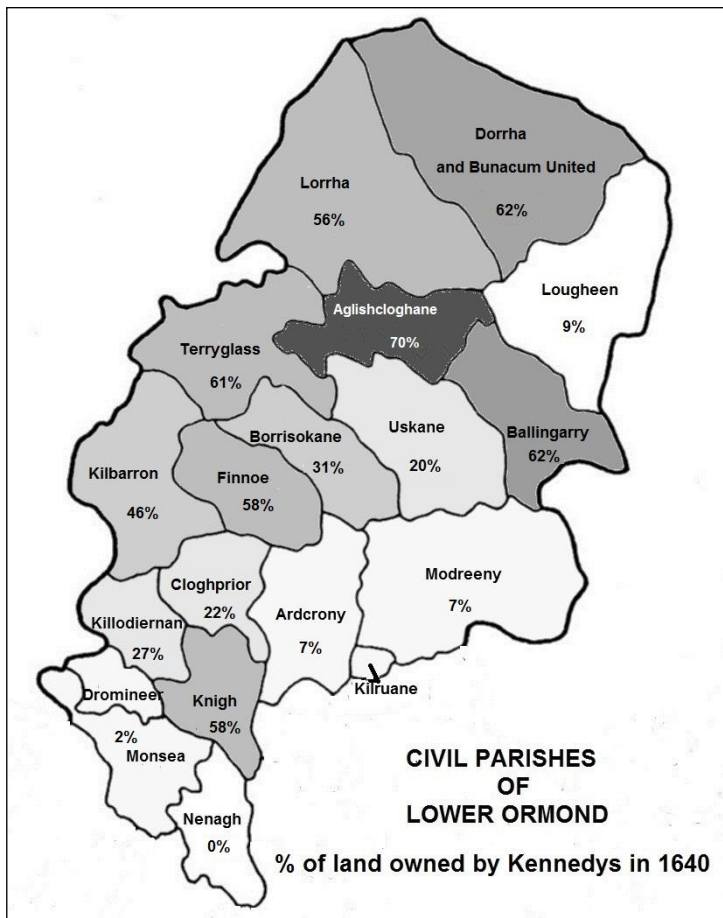 Dorrha
and Bunacum United
62%
Lorrha
56%
Lougheen
9%
Aglishcloghane
70%
Terryglass
61%
Ballingarry
62%
Uskane
20%
Borrisokane
31%
Kilbarron
46%
Finnoe
58%
Modreeny
7%
Cloghprior
22%
Ardcrony
7%
Killodiernan
27%
Kilruane
Dromineer
Knigh
58%
2%
Monsea
Nenagh
0%
CIVIL PARISHES
OF
LOWER ORMOND
% of land owned by Kennedys in 1640